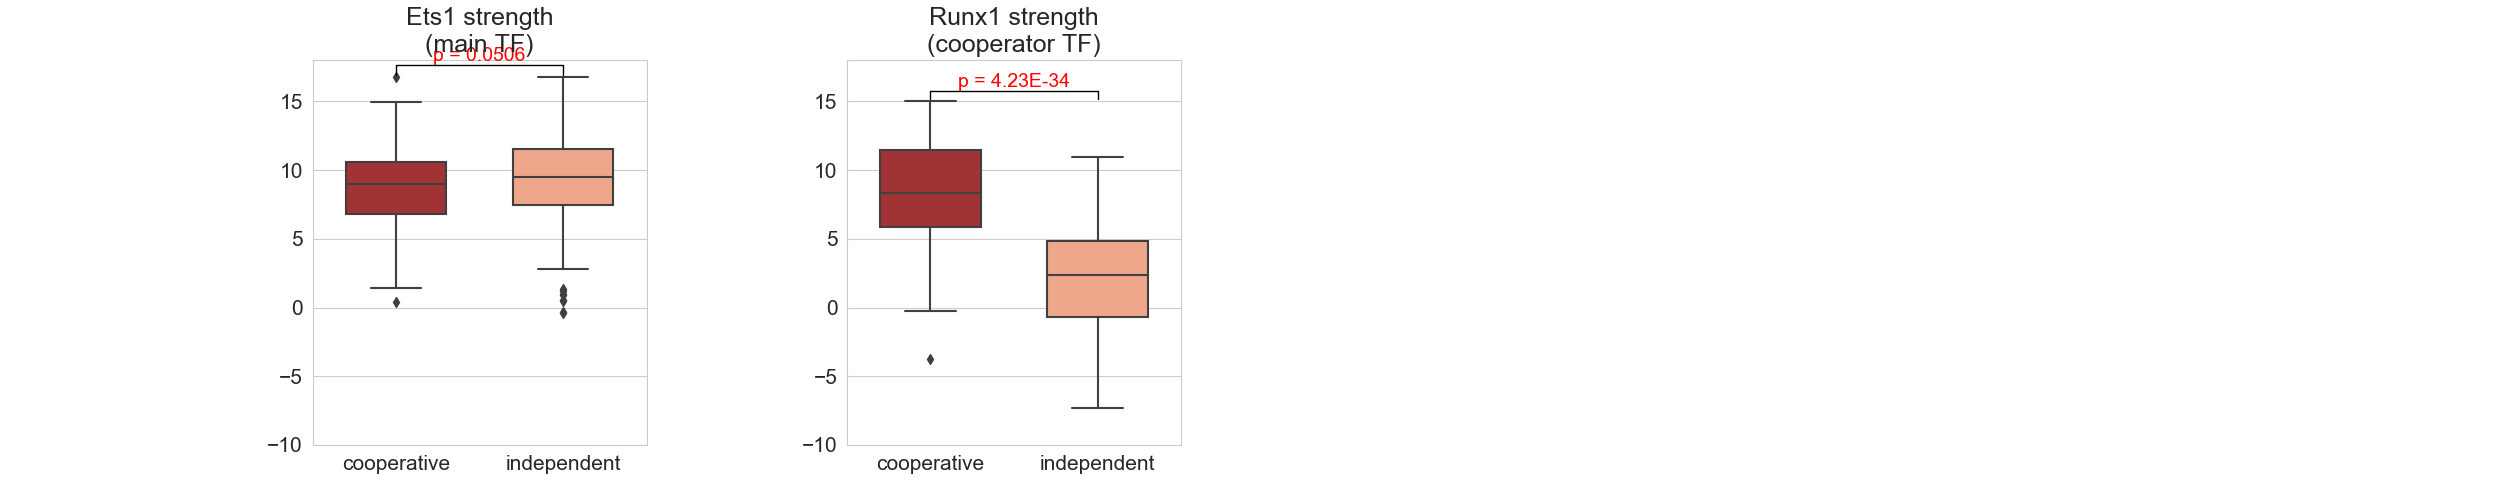 Ets1 strength
(main TF)
p = 0.0506
15
10
5
0
−5
−10
cooperative
independent
Runx1 strength
(cooperator TF)
p = 4.23E-34
15
10
5
0
−5
−10
cooperative
independent